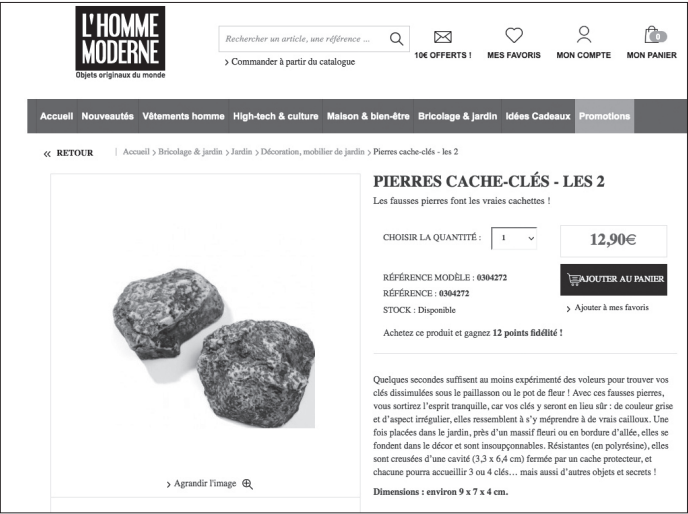 L'HOMME
MODERNE
Objets originaux du monde
Rechercher un article, une référence ...
> Commander à partir du catalogue
10€ OFFERTS !
MES FAVORIS
MON COMPTE
0
MON PANIER
Accueil Nouveautés Vêtements homme High-tech & culture Maison & bien-être Bricolage & jardin Idées Cadeaux Promotions
« RETOUR | Accueil > Bricolage & jardin > Jardin > Décoration, mobilier de jardin > Pierres cache-clés - les 2
PIERRES CACHE-CLÉS - LES 2
Les fausses pierres font les vraies cachettes !
CHOISIR LA QUANTITÉ : 1
12,90€
RÉFÉRENCE MODÈLE : 0304272
AJOUTER AU PANIER
RÉFÉRENCE : 0304272
STOCK : Disponible
> Ajouter à mes favoris
Achetez ce produit et gagnez 12 points fidélité !
Quelques secondes suffisent au moins expérimenté des voleurs pour trouver vos
clés dissimulées sous le paillasson ou le pot de fleur ! Avec ces fausses pierres,
vous sortirez l'esprit tranquille, car vos clés y seront en lieu sûr : de couleur grise
et d'aspect irrégulier, elles ressemblent à s'y méprendre à de vrais cailloux. Une
fois placées dans le jardin, près d'un massif fleuri ou en bordure d'allée, elles se
fondent dans le décor et sont insoupçonnables. Résistantes (en polyrésine), elles
sont creusées d'une cavité (3,3 x 6,4 cm) fermée par un cache protecteur, et
chacune pourra accueillir 3 ou 4 clés… mais aussi d'autres objets et secrets !
Dimensions : environ 9 x 7 x 4 cm.
> Agrandir l'image